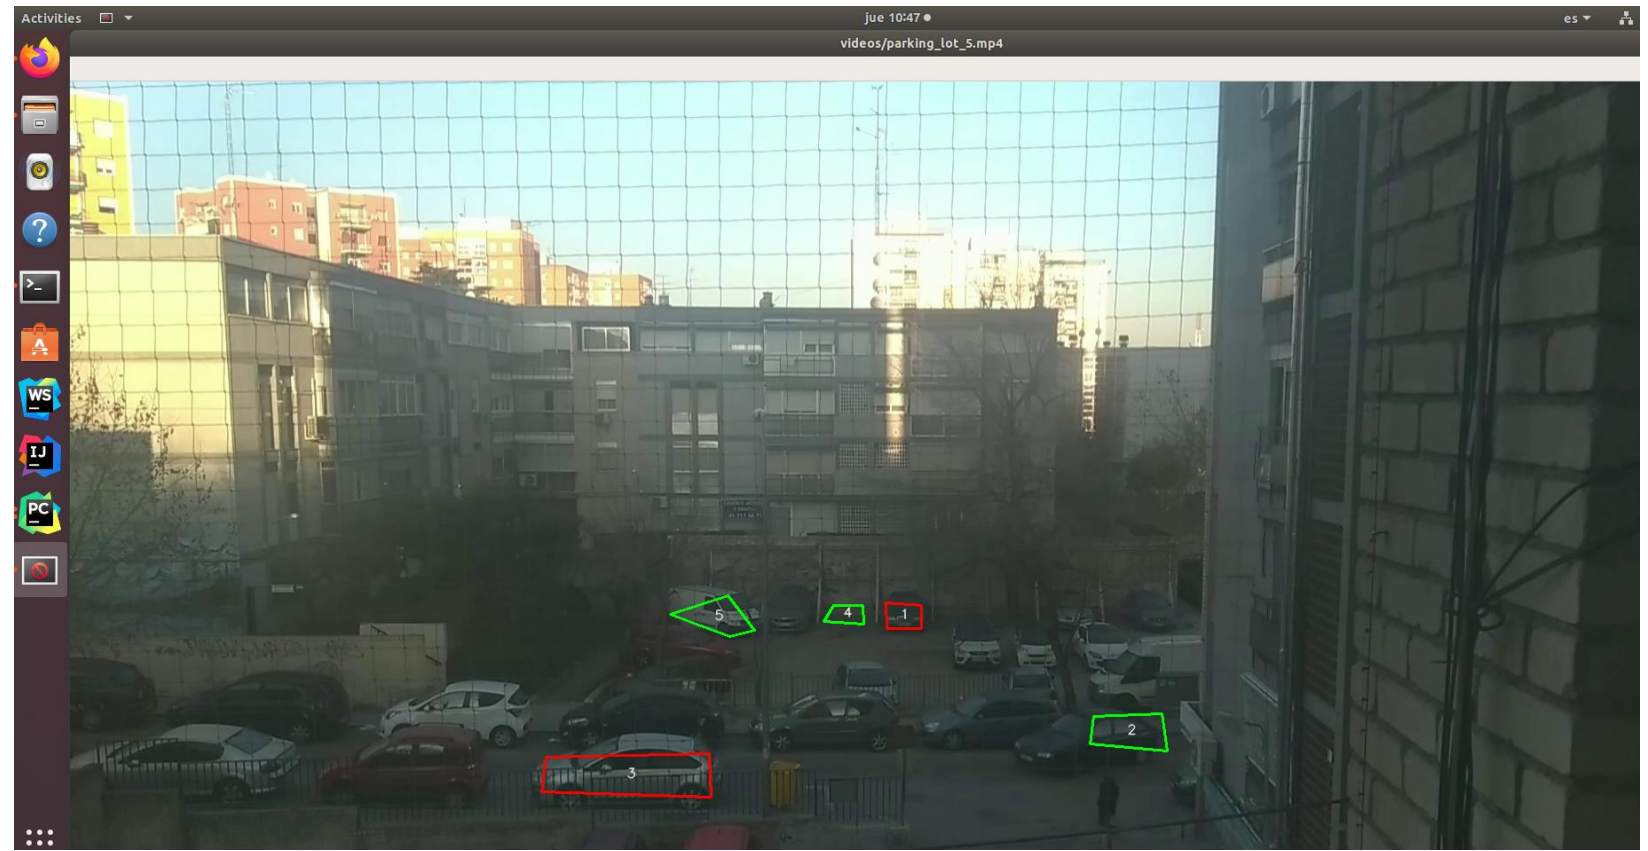 Activities
jue 10:47
es
videos/parking_lot_5.mp4
?
>_
A
WS
IJ
PC
5
4
1
2
3